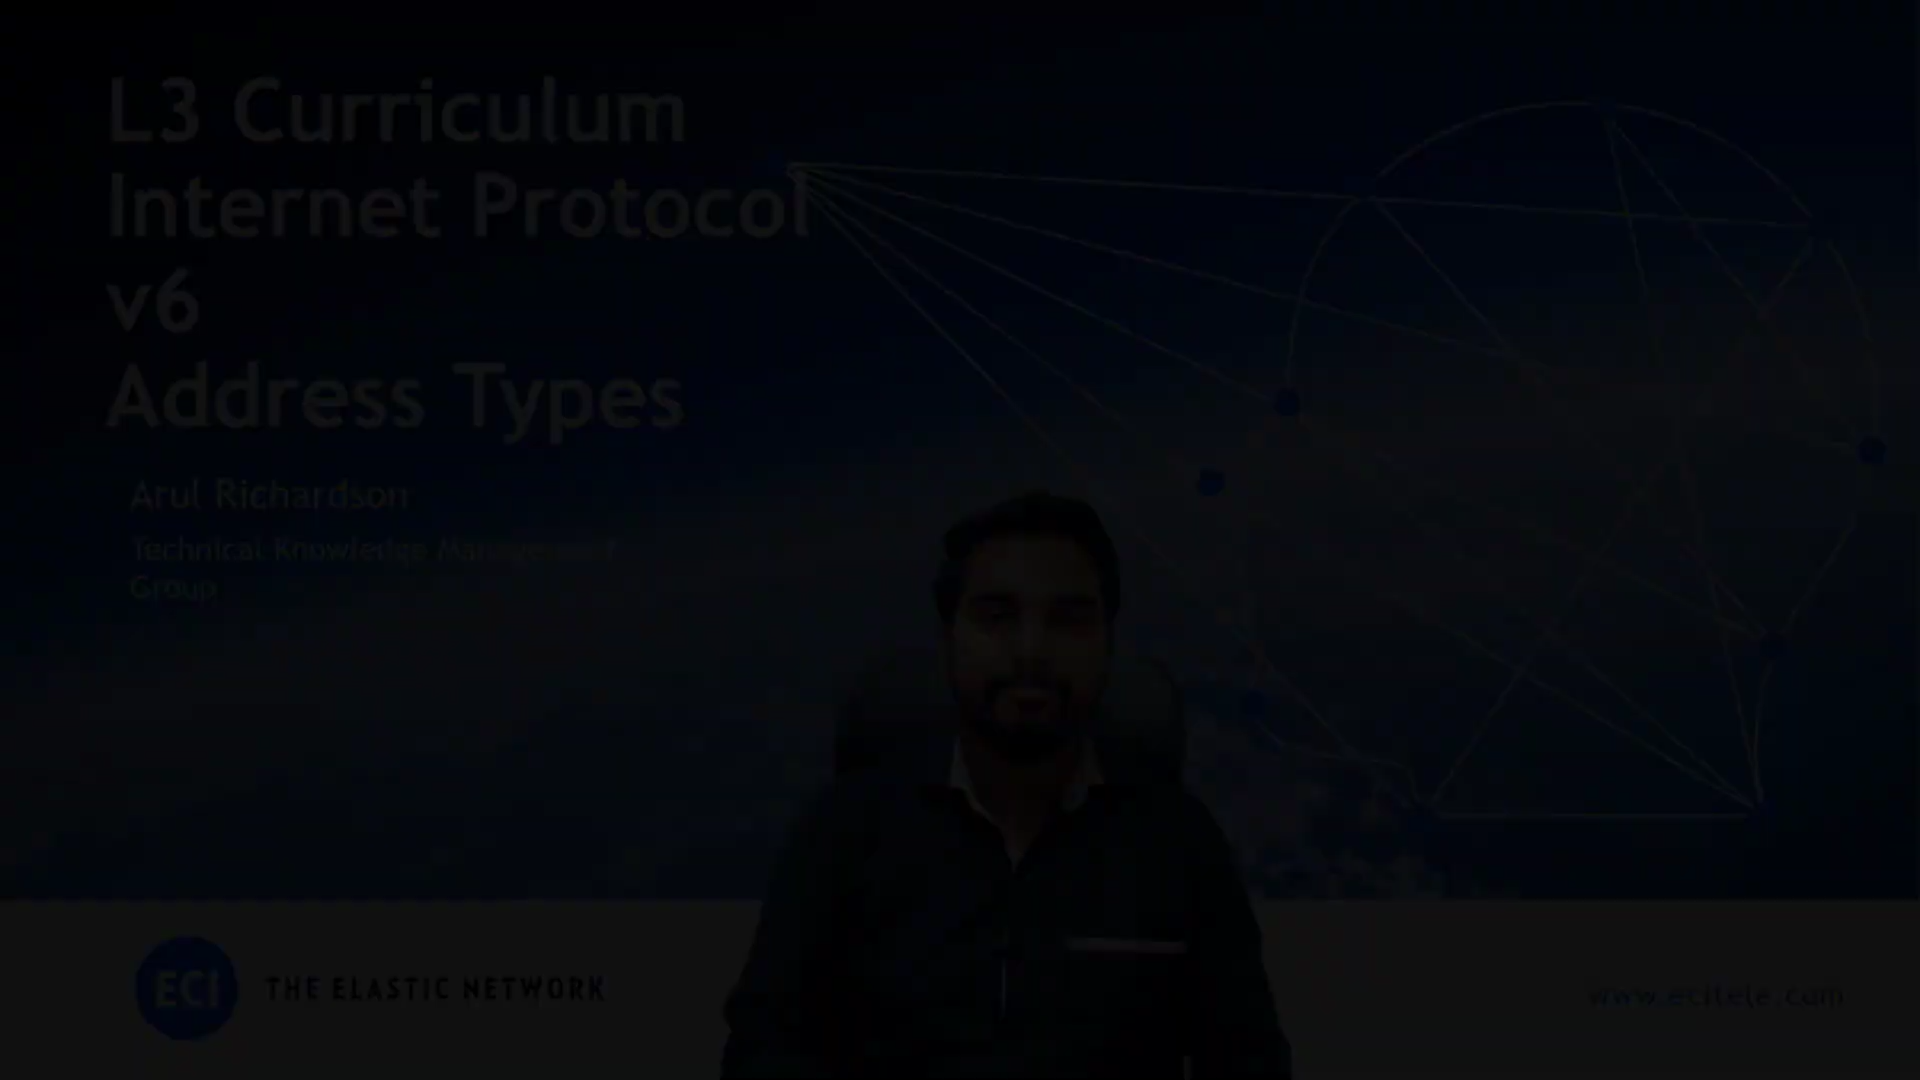 L3 Curriculum
Internet Protocol
v6
Address Types
Arul Richardson
Technical Knowledge Management
Group
ECI THE ELASTIC NETWORK
www.ecitele.com